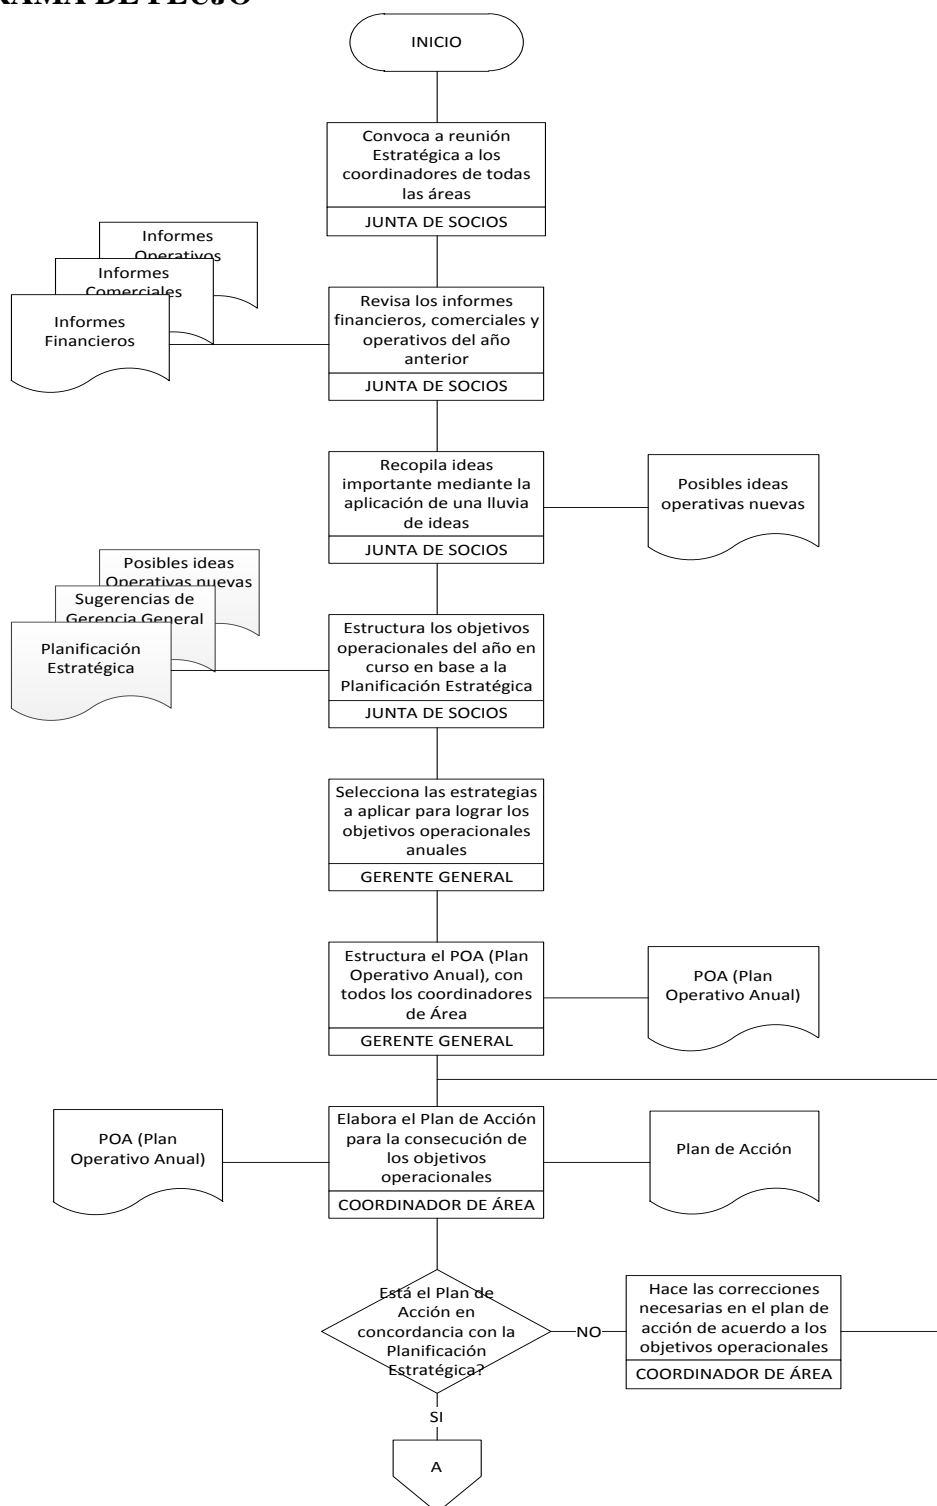 RAMA DE FLUJO
INICIO
Convoca a reunión
Estratégica a los
coordinadores de todas
las áreas
JUNTA DE SOCIOS
Informes
Operativos
Informes
Comerciales
Informes
Financieros
Revisa los informes
financieros, comerciales y
operativos del año
anterior
JUNTA DE SOCIOS
Recopila ideas
importante mediante la
aplicación de una lluvia
de ideas
JUNTA DE SOCIOS
Posibles ideas
operativas nuevas
Posibles ideas
Operativas nuevas
Sugerencias de
Gerencia General
Planificación
Estratégica
Estructura los objetivos
operacionales del año en
curso en base a la
Planificación Estratégica
JUNTA DE SOCIOS
Selecciona las estrategias
a aplicar para lograr los
objetivos operacionales
anuales
GERENTE GENERAL
Estructura el POA (Plan
Operativo Anual), con
todos los coordinadores
de Área
GERENTE GENERAL
POA (Plan
Operativo Anual)
POA (Plan
Operativo Anual)
Elabora el Plan de Acción
para la consecución de
los objetivos
operacionales
COORDINADOR DE ÁREA
Plan de Acción
Está el Plan de
Acción en
concordancia con la
Planificación
Estratégica?
NO
Hace las correcciones
necesarias en el plan de
acción de acuerdo a los
objetivos operacionales
COORDINADOR DE ÁREA
SI
A